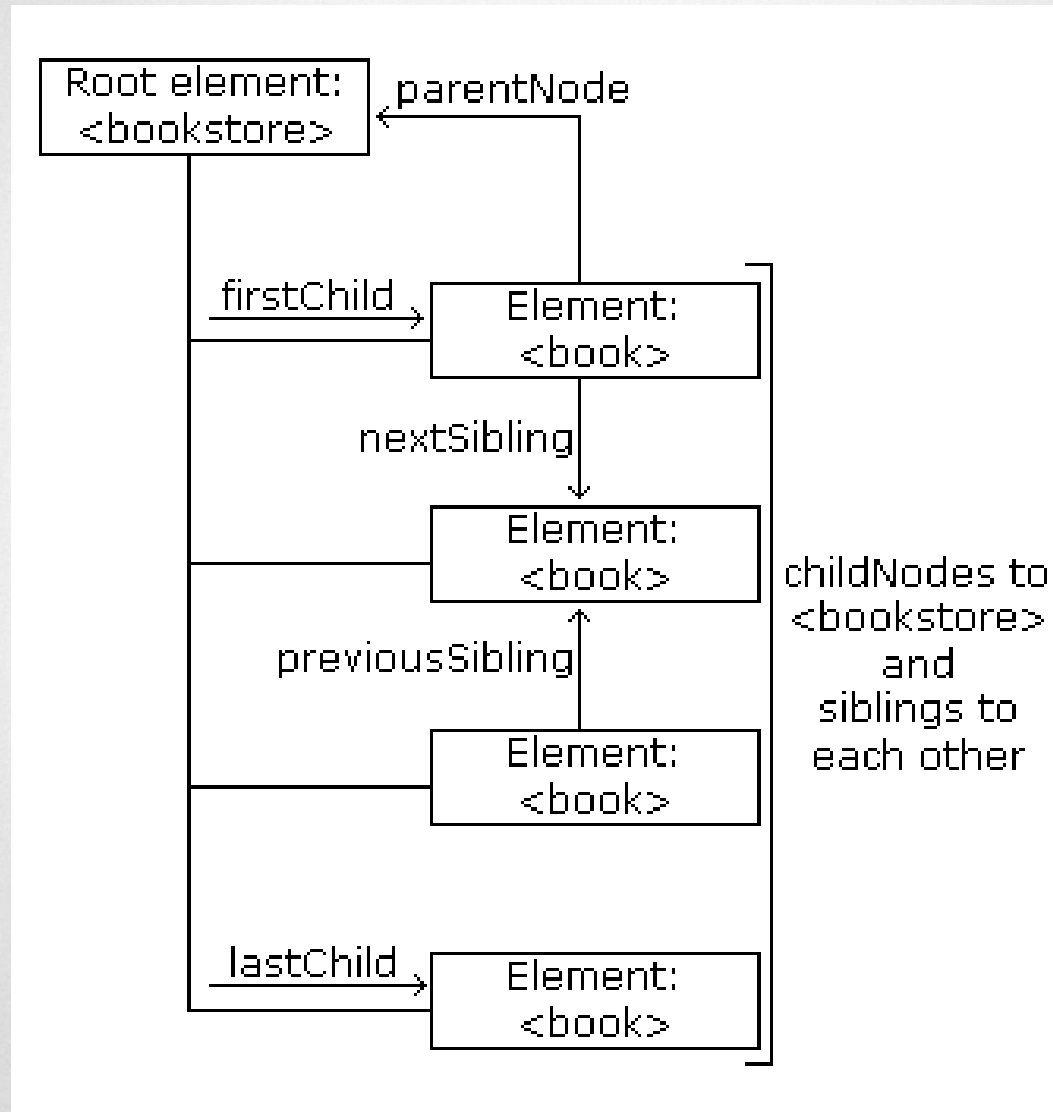 Root element:
<bookstore>
parentNode
firstChild
Element:
<book>
nextSibling
Element:
<book>
previousSibling
Element:
<book>
lastChild
Element:
<book>
childNodes to
<bookstore>
and
siblings to
each other